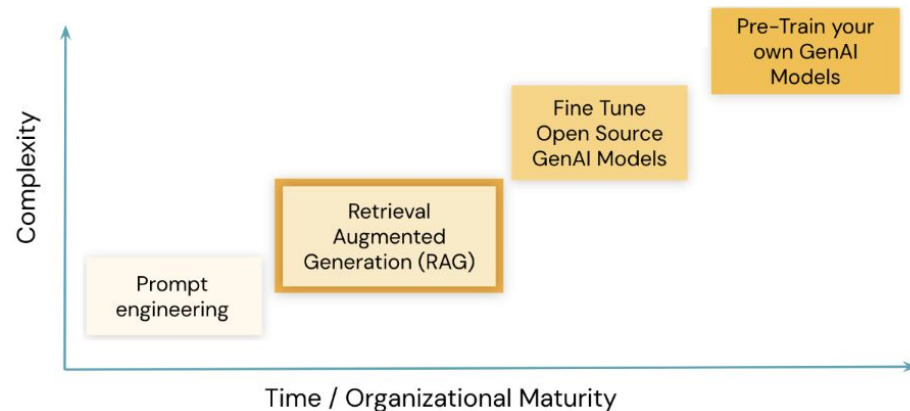 Pre-Train your
own GenAI
Models
Fine Tune
Open Source
GenAI Models
Complexity
Retrieval
Augmented
Generation (RAG)
Prompt
engineering
Time / Organizational Maturity